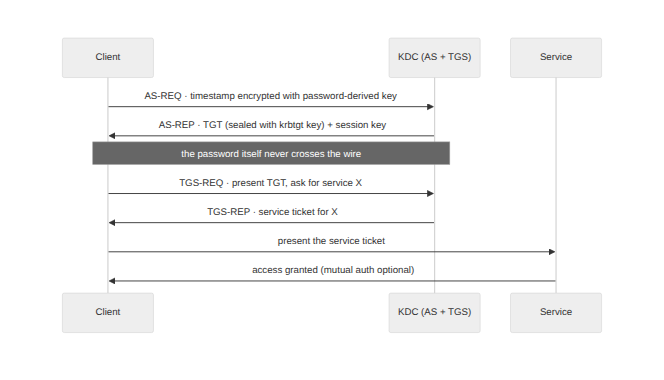 Client
KDC (AS + TGS)
Service
AS-REQ · timestamp encrypted with password-derived key
AS-REP · TGT (sealed with krbtgt key) + session key
the password itself never crosses the wire
TGS-REQ · present TGT, ask for service X
TGS-REP · service ticket for X
present the service ticket
access granted (mutual auth optional)
Client
KDC (AS + TGS)
Service